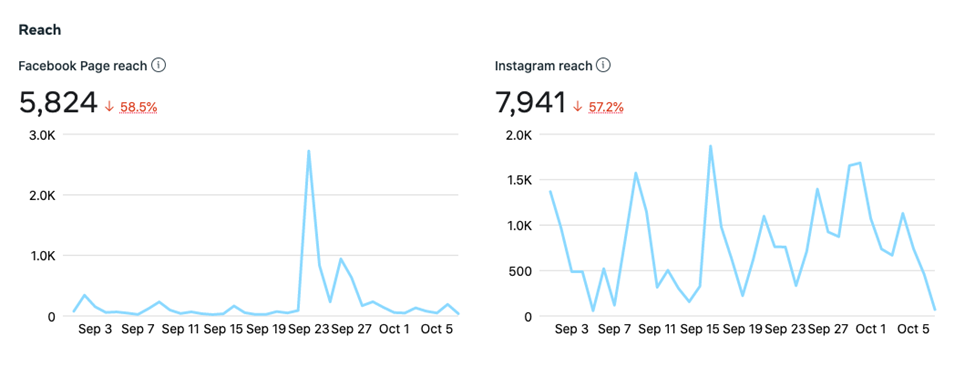 Reach
Facebook Page reach
Instagram reach
5,824 ↓ 58.5%
7,941 ↓ 57.2%
3.0K
2.0K
1.0K
0
Sep 3 Sep 7 Sep 11 Sep 15 Sep 19 Sep 23 Sep 27 Oct 1 Oct 5
2.0K
1.5K
1.0K
500
0
Sep 3 Sep 7 Sep 11 Sep 15 Sep 19 Sep 23 Sep 27 Oct 1 Oct 5